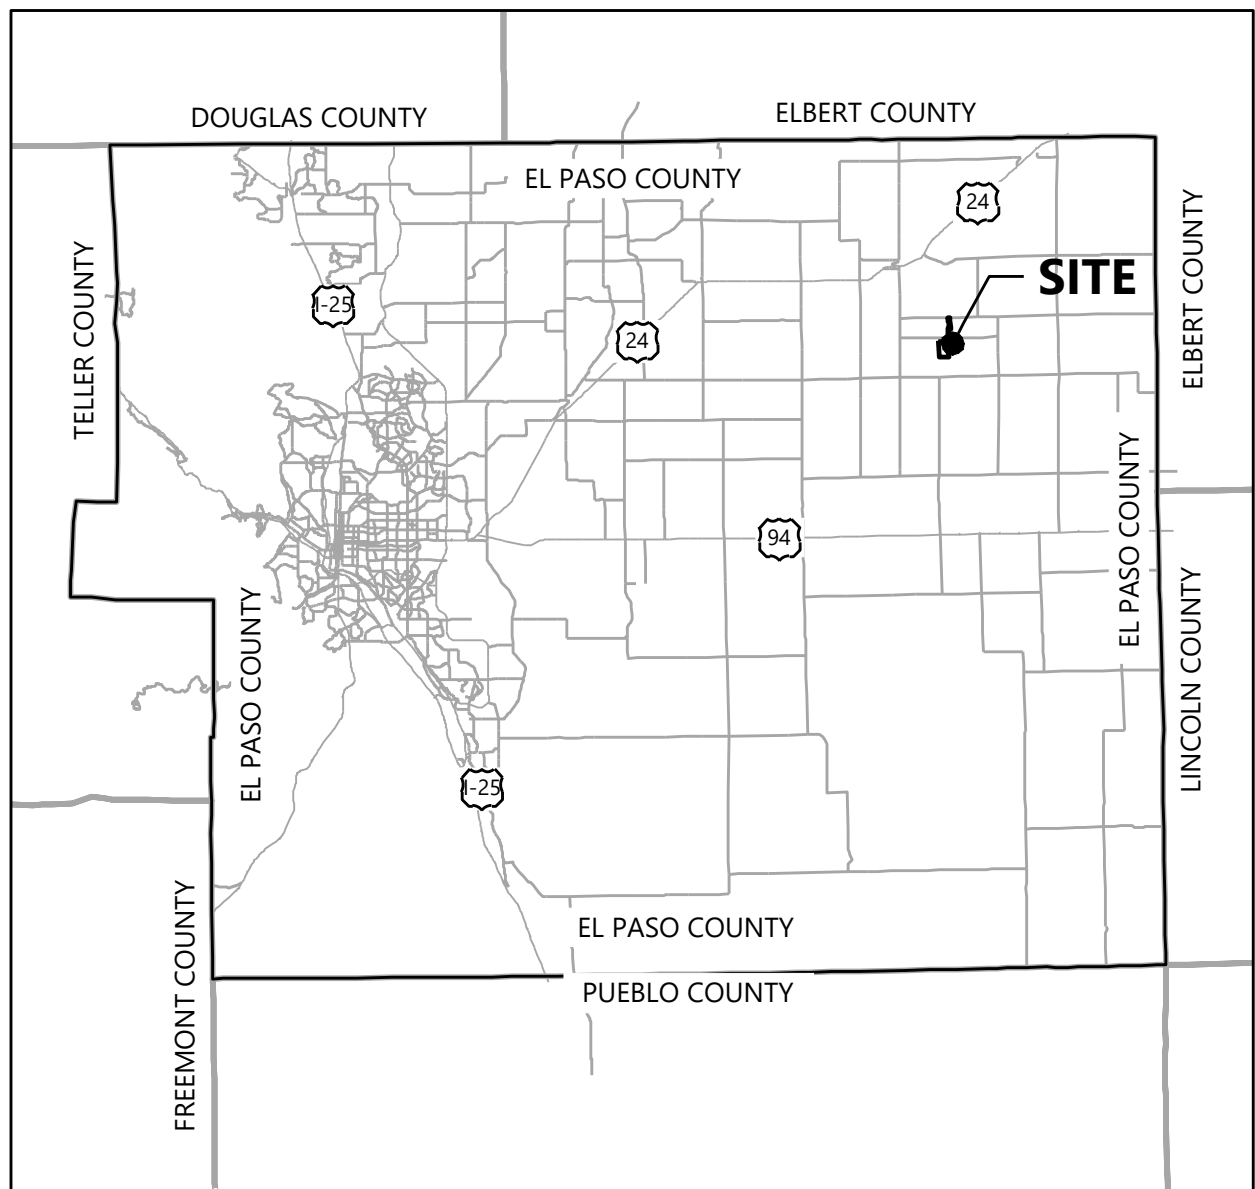 DOUGLAS COUNTY
ELBERT COUNTY
EL PASO COUNTY
24
ELBERT COUNTY
TELLER COUNTY
SITE
I-25
24
EL PASO COUNTY
94
LINCOLN COUNTY
EL PASO COUNTY
I-25
FREEMONT COUNTY
EL PASO COUNTY
PUEBLO COUNTY